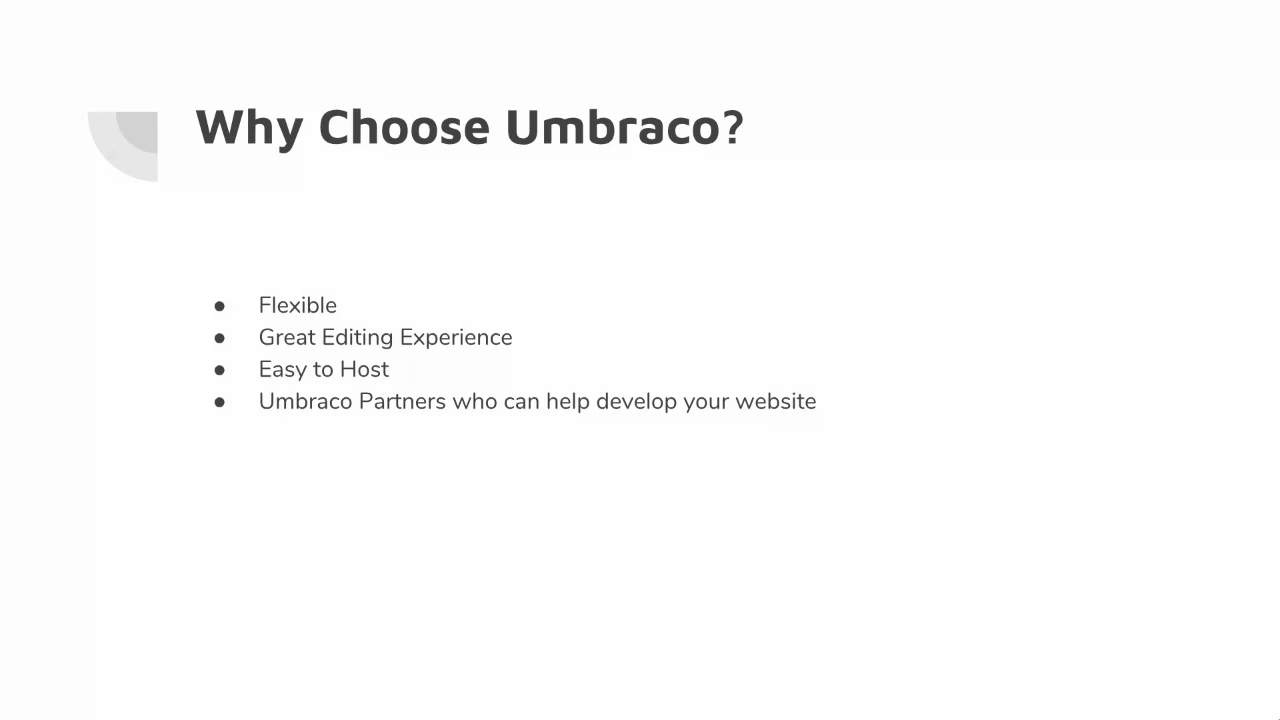 Why Choose Umbraco?
● Flexible
● Great Editing Experience
● Easy to Host
● Umbraco Partners who can help develop your website